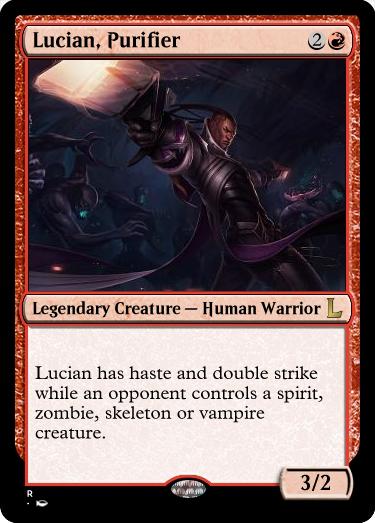 Lucian, Purifier 2
Legendary Creature — Human Warrior L
Lucian has haste and double strike
while an opponent controls a spirit,
zombie, skeleton or vampire
creature.
3/2
R